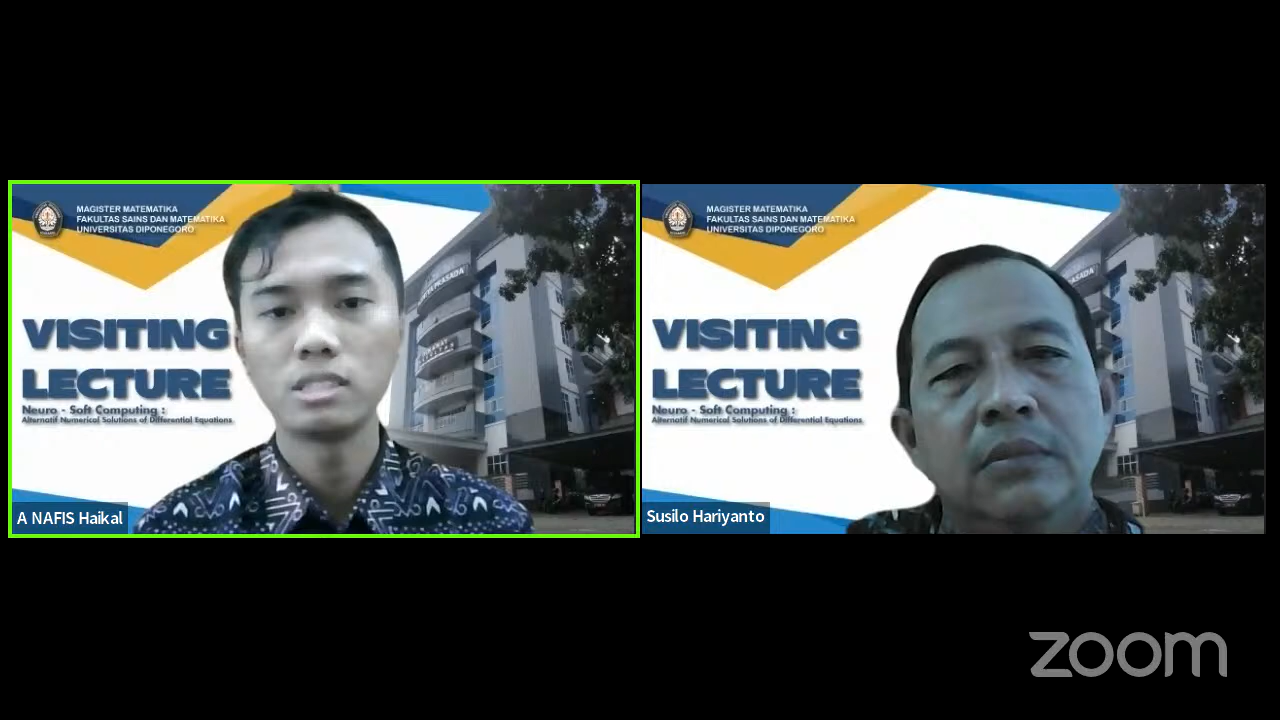 MAGISTER MATEMATIKA
FAKULTAS SAINS DAN MATEMATIKA
UNIVERSITAS DIPONEGORO
VISITING
LECTURE
Neuro - Soft Computing :
Alternatif Numerical Solutions of Differential Equations
A NAFIS Haikal
MAGISTER MATEMATIKA
FAKULTAS SAINS DAN MATEMATIKA
UNIVERSITAS DIPONEGORO
VISITING
LECTURE
Neuro - Soft Computing :
Alternatif Numerical Solutions of Differential Equations
Susilo Hariyanto
zoom